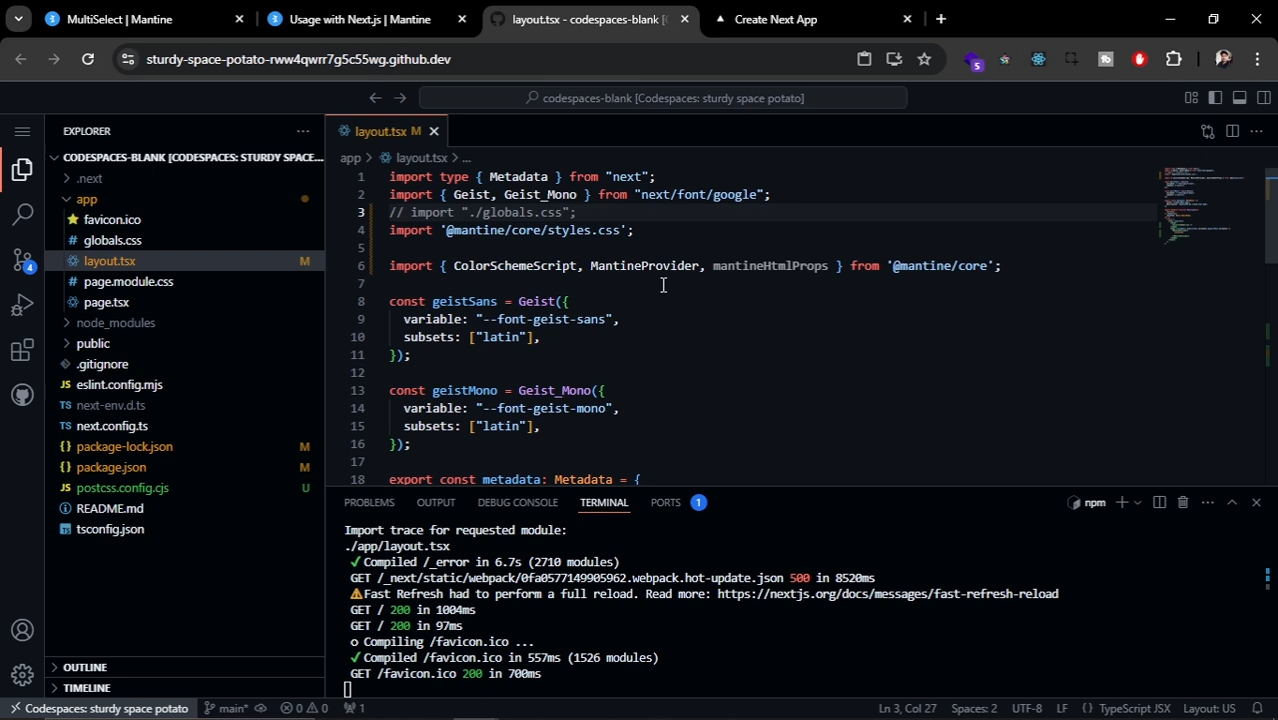 MultiSelect | Mantine
Usage with Next.js | Mantine
layout.tsx - codespaces-blank [C
Create Next App
sturdy-space-potato-rww4qwrr7g5c55wg.github.dev
5
codespaces-blank [Codespaces: sturdy space potato]
EXPLORER
CODESPACES-BLANK [CODESPACES: STURDY SPACE...
.next
app
favicon.ico
# globals.css
layout.tsx M
# page.module.css
page.tsx
node_modules
public
.gitignore
JS eslint.config.mjs
TS next-env.d.ts
TS next.config.ts
{} package-lock.json M
{} package.json M
JS postcss.config.cjs U
README.md
tsconfig.json
OUTLINE
TIMELINE
4
layout.tsx M
app > layout.tsx > ...
1 import type { Metadata } from "next";
2 import { Geist, Geist_Mono } from "next/font/google";
3 // import "./globals.css";
4 import '@mantine/core/styles.css';
5
6 import { ColorSchemeScript, MantineProvider, mantineHtmlProps } from '@mantine/core';
7
8 const geistSans = Geist({
9 variable: "--font-geist-sans",
10 subsets: ["latin"],
11 });
12
13 const geistMono = Geist_Mono({
14 variable: "--font-geist-mono",
15 subsets: ["latin"],
16 });
17
18 export const metadata: Metadata = {
PROBLEMS OUTPUT DEBUG CONSOLE TERMINAL PORTS 1
npm
Import trace for requested module:
./app/layout.tsx
✓ Compiled /_error in 6.7s (2710 modules)
GET /_next/static/webpack/0fa0577149905962.webpack.hot-update.json 500 in 8520ms
⚠ Fast Refresh had to perform a full reload. Read more: https://nextjs.org/docs/messages/fast-refresh-reload
GET / 200 in 1004ms
GET / 200 in 97ms
o Compiling /favicon.ico ...
✓ Compiled /favicon.ico in 557ms (1526 modules)
GET /favicon.ico 200 in 700ms
Codespaces: sturdy space potato
main*
0 0
1
Ln 3, Col 27
Spaces: 2
UTF-8
LF
{} TypeScript JSX
Layout: US